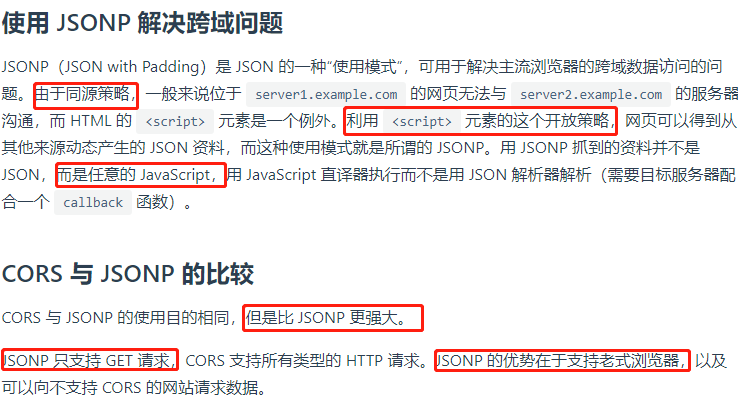 使用 JSONP 解决跨域问题
JSONP（JSON with Padding）是 JSON 的一种“使用模式”，可用于解决主流浏览器的跨域数据访问的问
题。由于同源策略，一般来说位于 server1.example.com 的网页无法与 server2.example.com 的服务器
沟通，而 HTML 的 <script> 元素是一个例外。利用 <script> 元素的这个开放策略，网页可以得到从
其他来源动态产生的 JSON 资料，而这种使用模式就是所谓的 JSONP。用 JSONP 抓到的资料并不是
JSON，而是任意的 JavaScript，用 JavaScript 直译器执行而不是用 JSON 解析器解析（需要目标服务器配
合一个 callback 函数）。
CORS 与 JSONP 的比较
CORS 与 JSONP 的使用目的相同，但是比 JSONP 更强大。
JSONP 只支持 GET 请求，CORS 支持所有类型的 HTTP 请求。JSONP 的优势在于支持老式浏览器，以及
可以向不支持 CORS 的网站请求数据。